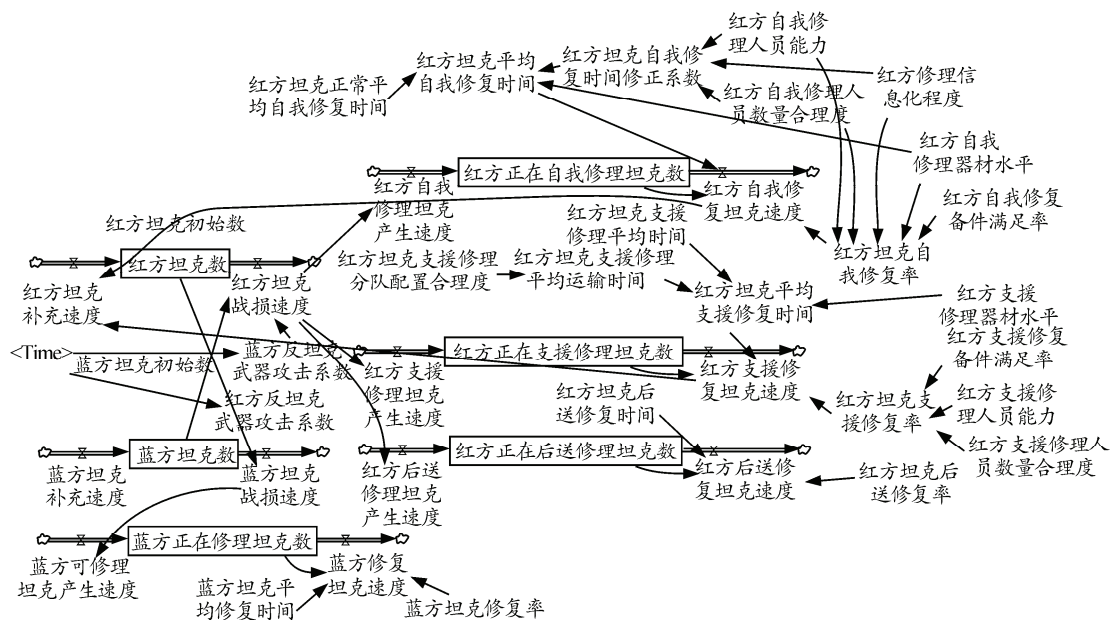 红方自我修
理人员能力
红方坦克平均
自我修复时间
红方坦克自我修
复时间修正系数
红方坦克正常平
均自我修复时间
红方修理信
息化程度
红方自我修理人
员数量合理度
红方自我
修理器材水平
红方正在自我修理坦克数
红方自我
修理坦克
产生速度
红方自我修
复坦克速度
红方自我修复
备件满足率
红方坦克初始数
红方坦克支援
修理平均时间
红方坦克自
我修复率
红方坦克数
红方坦克支援修理
分队配置合理度
红方坦克支援修理
平均运输时间
红方坦克
补充速度
红方坦克
战损速度
红方坦克平均
支援修复时间
红方支援
修理器材水平
红方支援修复
备件满足率
<Time>
蓝方坦克初始数
蓝方反坦克
武器攻击系数
红方正在支援修理坦克数
红方支援
修理坦克
产生速度
红方支援修
复坦克速度
红方反坦克
武器攻击系数
红方坦克后
送修复时间
红方坦克支
援修复率
红方支援修
理人员能力
蓝方坦克数
红方正在后送修理坦克数
红方支援修理人
员数量合理度
蓝方坦克
补充速度
蓝方坦克
战损速度
红方后送
修理坦克
产生速度
红方后送修
复坦克速度
红方坦克后
送修复率
蓝方正在修理坦克数
蓝方可修理
坦克产生速度
蓝方修复
坦克速度
蓝方坦克平
均修复时间
蓝方坦克修复率